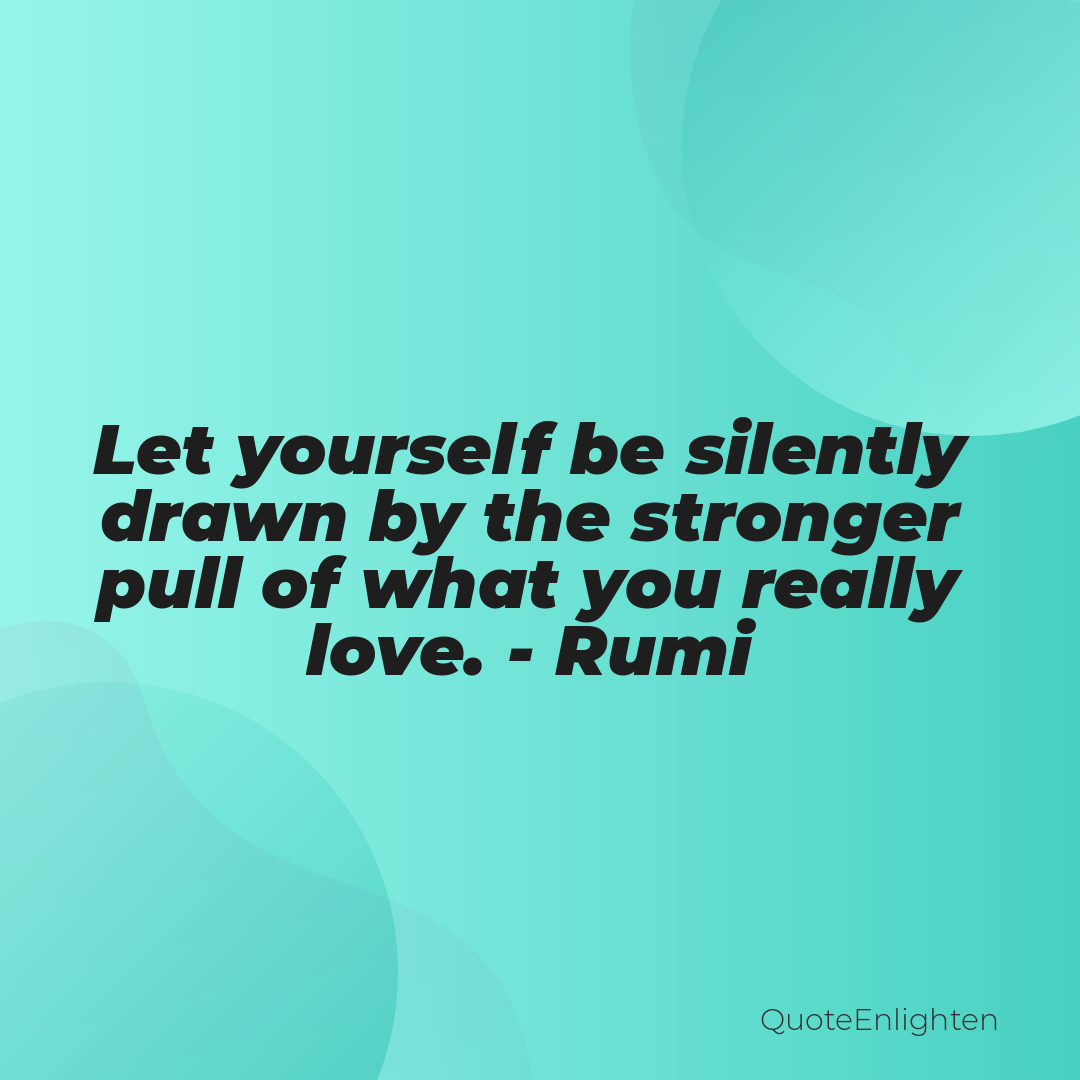 Let yourself be silently
drawn by the stronger
pull of what you really
love. - Rumi
QuoteEnlighten